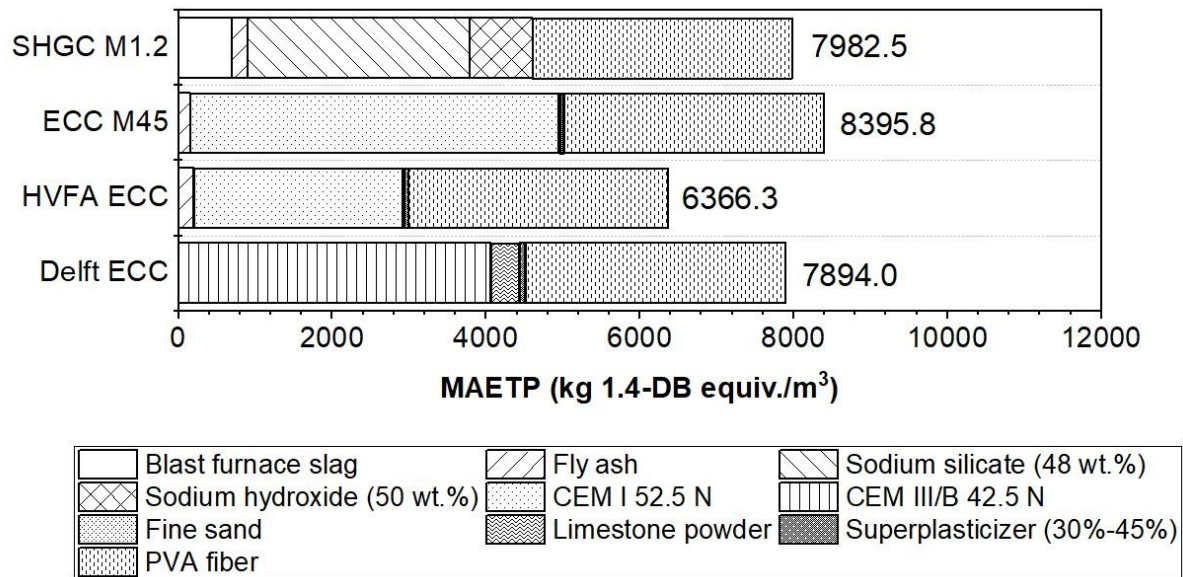 SHGC M1.2 7982.5
ECC M45 8395.8
HVFA ECC 6366.3
Delft ECC 7894.0
0 2000 4000 6000 8000 10000 12000
MAETP (kg 1.4-DB equiv./m³)
Blast furnace slag Fly ash Sodium silicate (48 wt.%)
Sodium hydroxide (50 wt.%) CEM I 52.5 N CEM III/B 42.5 N
Fine sand Limestone powder Superplasticizer (30%-45%)
PVA fiber